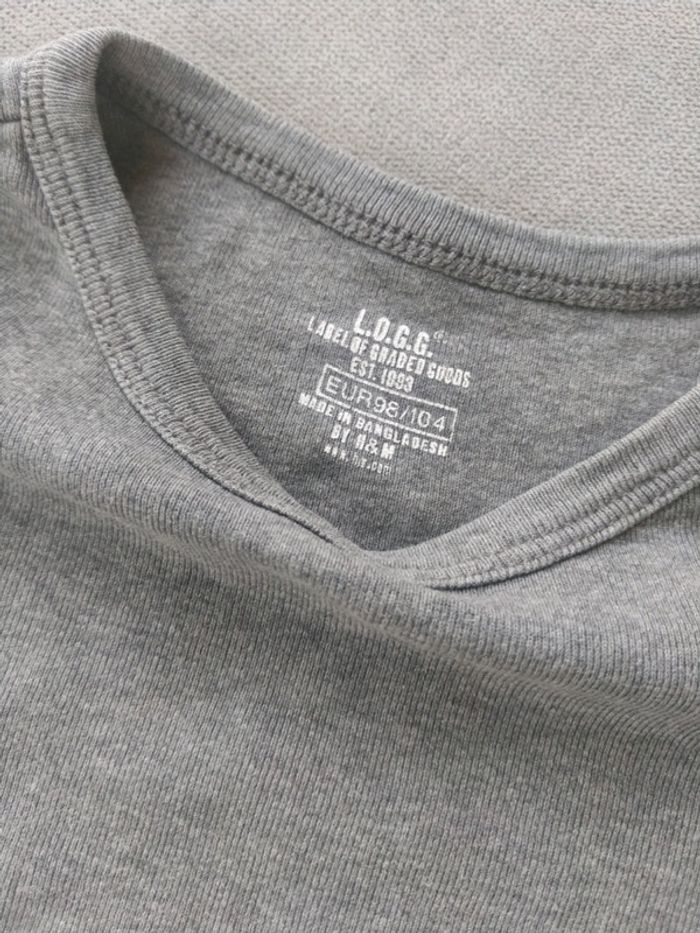 L.O.G.G.®
LABEL OF GRADED GOODS
EST. 1993
EUR98/104
MADE IN BANGLADESH
BY H&M